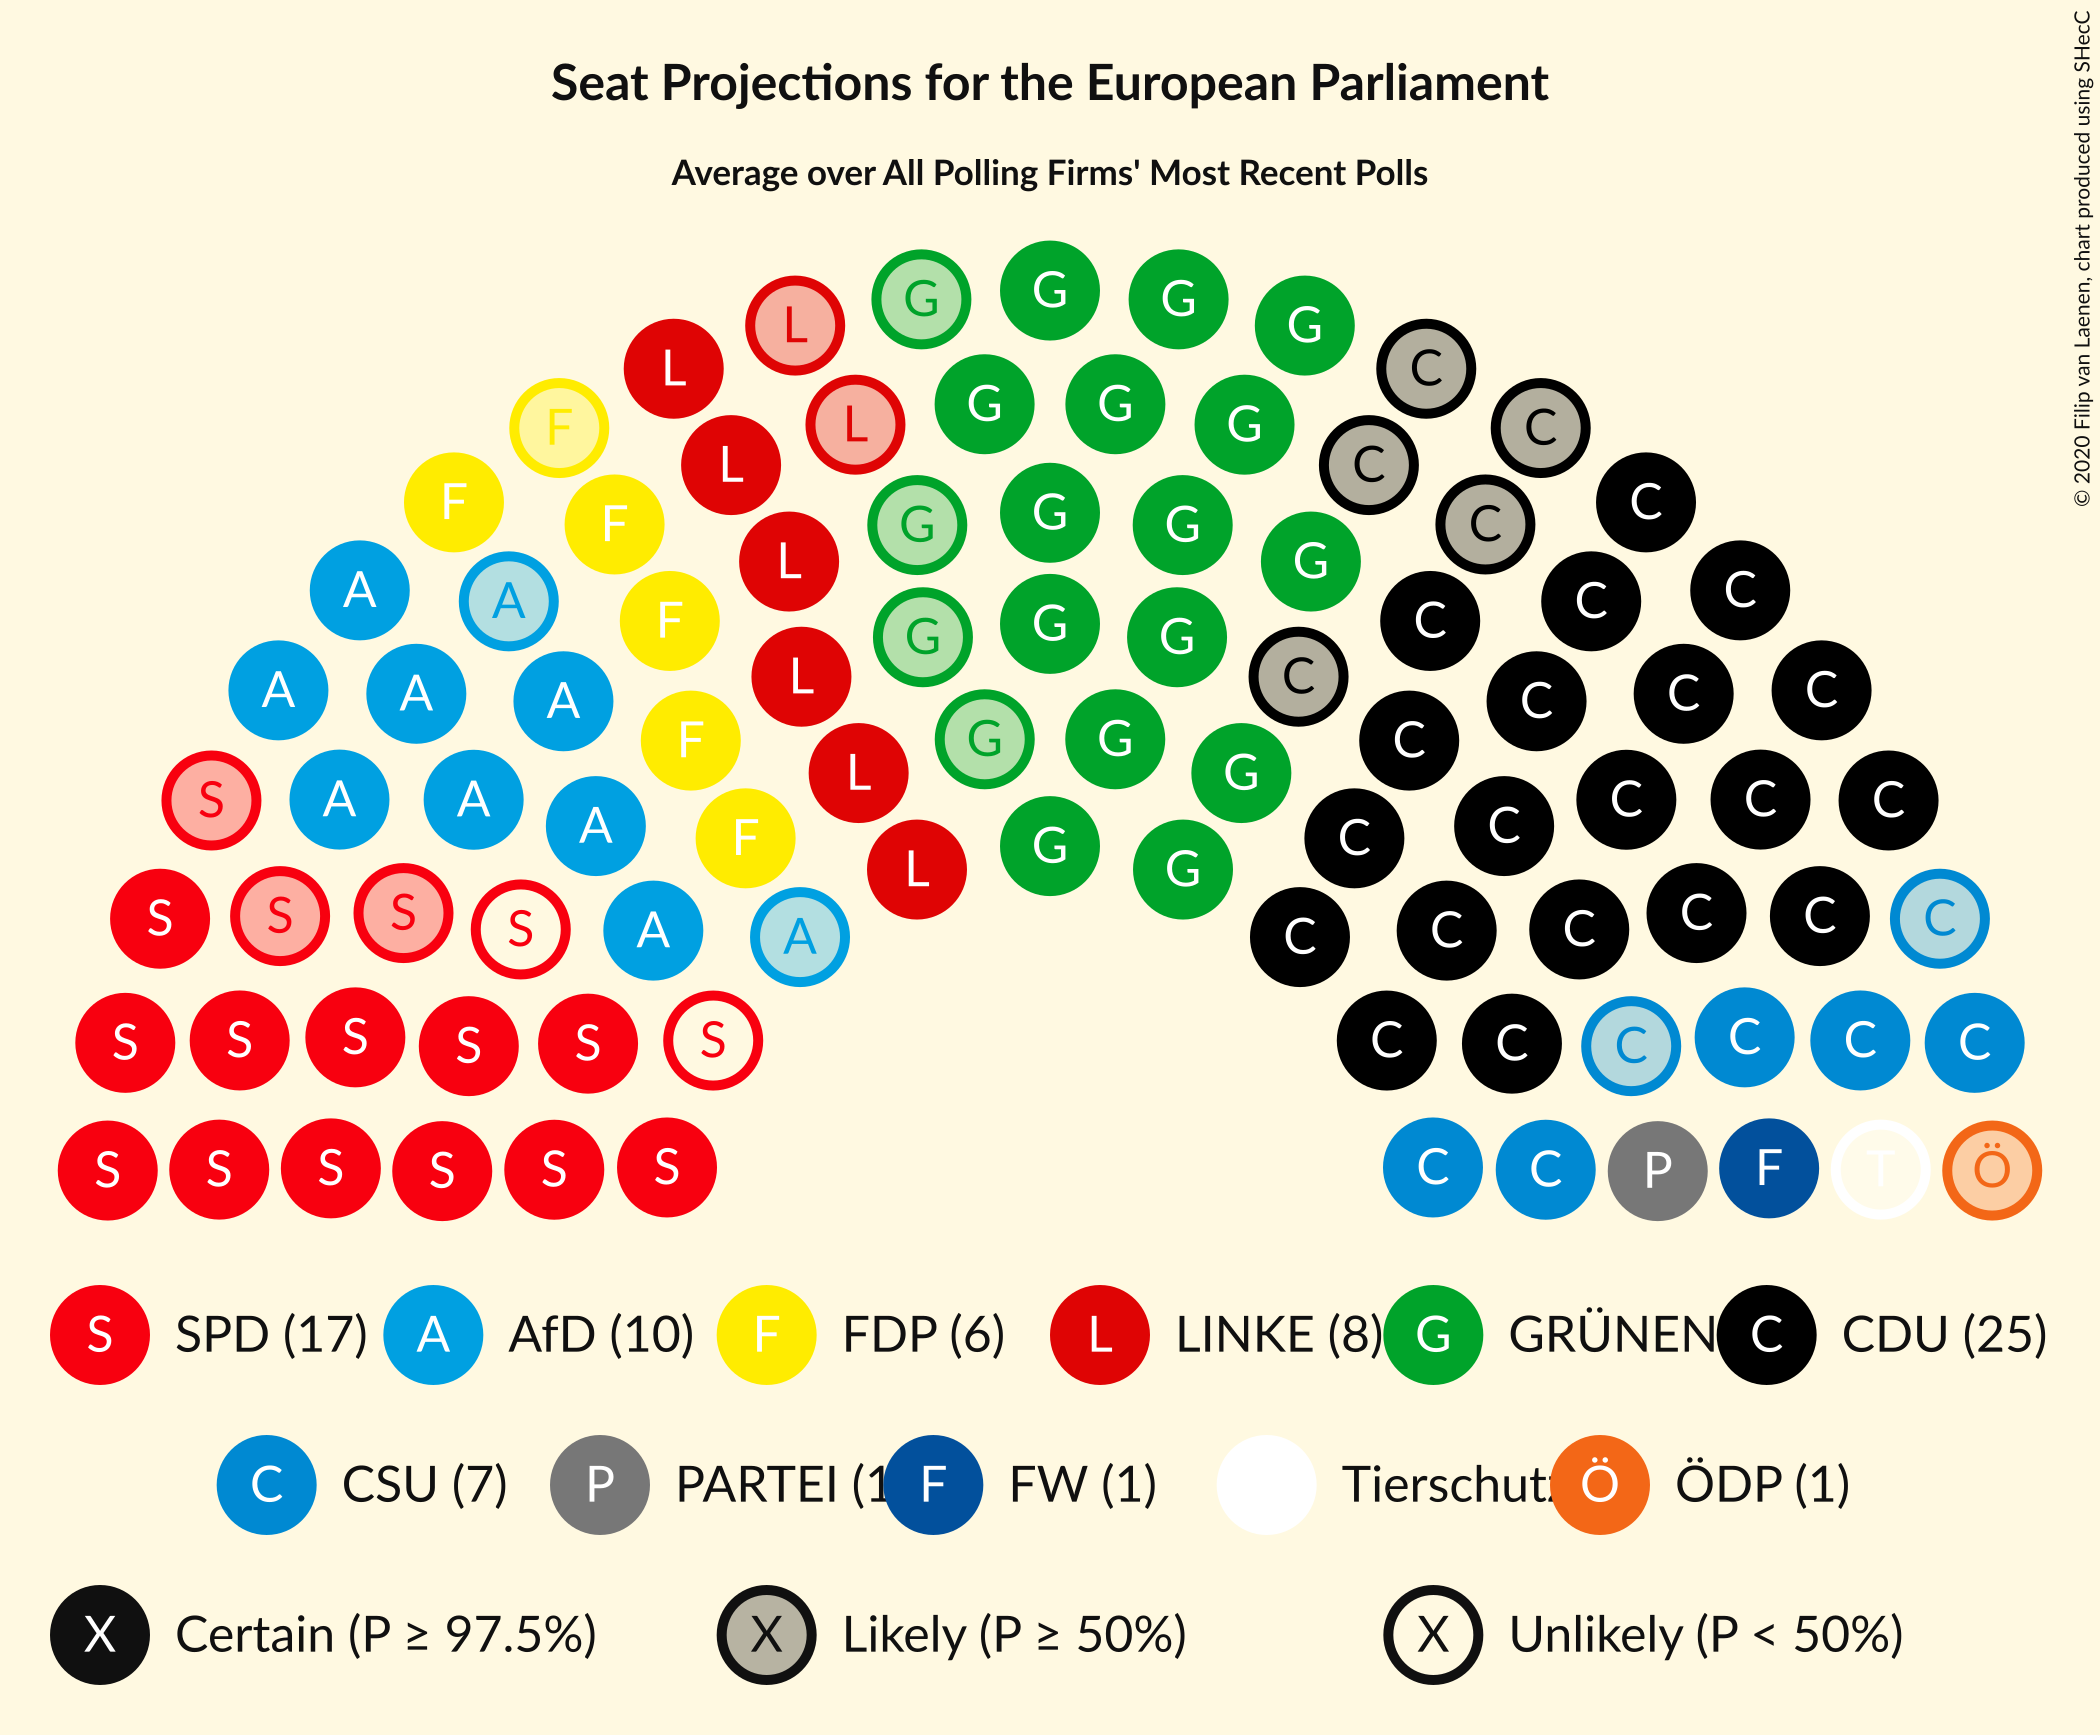 Seat Projections for the European Parliament
Average over All Polling Firms' Most Recent Polls
© 2020 Filip van Laenen, chart produced using SHecC
G G G G
L L C C
G G G
F L L C C C
F F L G G G G C C
A A F L G G G C C C
A A A F G G G C C C C
S A A A F L G G C C C C C
S S S S A A L C C C C C C
S S S S S S C C C C C C
S S S S S S C C P F T Ö
S SPD (17) A AfD (10) F FDP (6) L LINKE (8) G GRÜNEN C CDU (25)
C CSU (7) P PARTEI (1 F FW (1) Tierschutz Ö ÖDP (1)
X Certain (P ≥ 97.5%) X Likely (P ≥ 50%) X Unlikely (P < 50%)